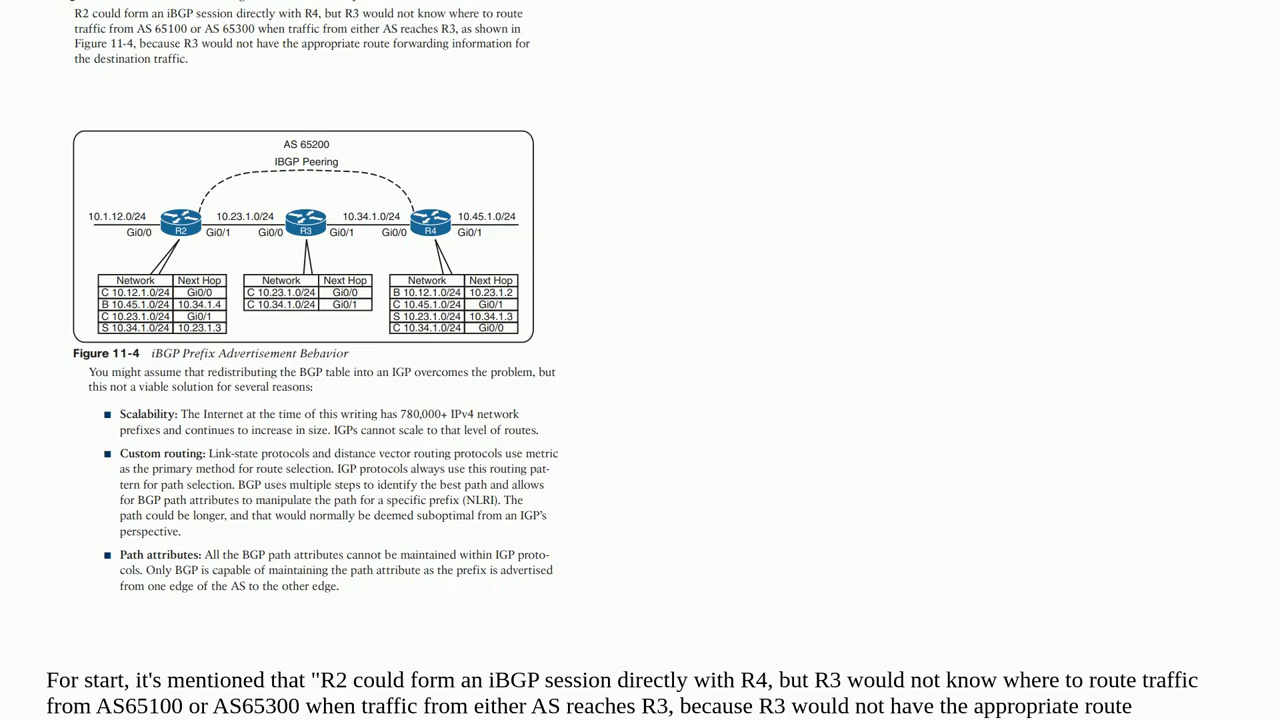 R2 could form an iBGP session directly with R4, but R3 would not know where to route
traffic from AS 65100 or AS 65300 when traffic from either AS reaches R3, as shown in
Figure 11-4, because R3 would not have the appropriate route forwarding information for
the destination traffic.
AS 65200
IBGP Peering
10.1.12.0/24 10.23.1.0/24 10.34.1.0/24 10.45.1.0/24
Gi0/0 R2 Gi0/1 Gi0/0 R3 Gi0/1 Gi0/0 R4 Gi0/1
Network Next Hop
C 10.12.1.0/24 Gi0/0
B 10.45.1.0/24 10.34.1.4
C 10.23.1.0/24 Gi0/1
S 10.34.1.0/24 10.23.1.3
Network Next Hop
C 10.23.1.0/24 Gi0/0
C 10.34.1.0/24 Gi0/1
Network Next Hop
B 10.12.1.0/24 10.23.1.2
C 10.45.1.0/24 Gi0/1
S 10.23.1.0/24 10.34.1.3
C 10.34.1.0/24 Gi0/0
Figure 11-4 iBGP Prefix Advertisement Behavior
You might assume that redistributing the BGP table into an IGP overcomes the problem, but
this not a viable solution for several reasons:
■ Scalability: The Internet at the time of this writing has 780,000+ IPv4 network
prefixes and continues to increase in size. IGPs cannot scale to that level of routes.
■ Custom routing: Link-state protocols and distance vector routing protocols use metric
as the primary method for route selection. IGP protocols always use this routing pat-
tern for path selection. BGP uses multiple steps to identify the best path and allows
for BGP path attributes to manipulate the path for a specific prefix (NLRI). The
path could be longer, and that would normally be deemed suboptimal from an IGP's
perspective.
■ Path attributes: All the BGP path attributes cannot be maintained within IGP proto-
cols. Only BGP is capable of maintaining the path attribute as the prefix is advertised
from one edge of the AS to the other edge.
For start, it's mentioned that "R2 could form an iBGP session directly with R4, but R3 would not know where to route traffic
from AS65100 or AS65300 when traffic from either AS reaches R3, because R3 would not have the appropriate route